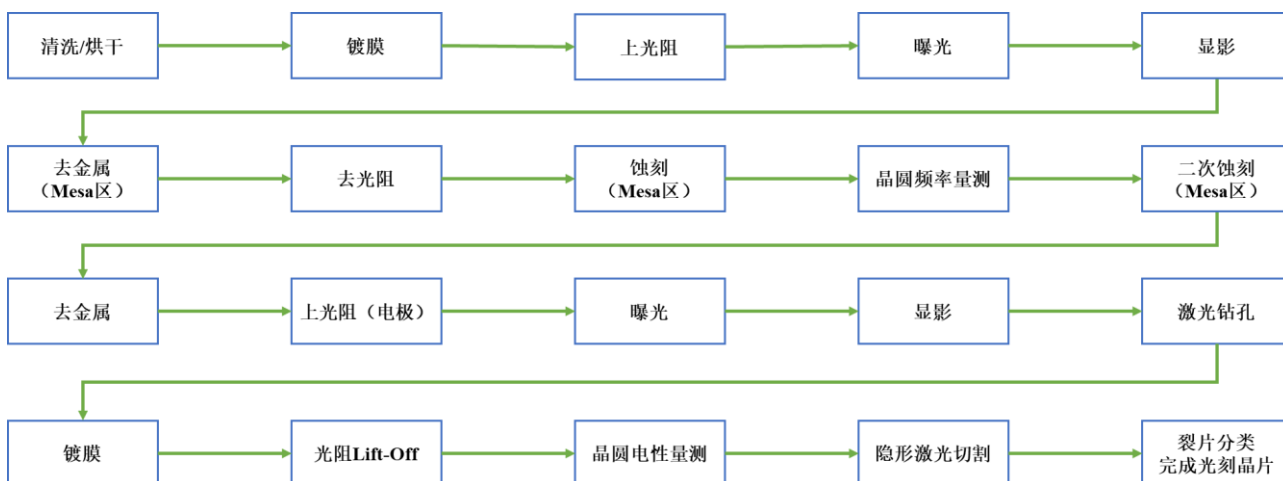 清洗/烘干
镀膜
上光阻
曝光
显影
去金属
（Mesa区）
去光阻
蚀刻
（Mesa区）
晶圆频率量测
二次蚀刻
（Mesa区）
去金属
上光阻（电极）
曝光
显影
激光钻孔
镀膜
光阻Lift-Off
晶圆电性量测
隐形激光切割
裂片分类
完成光刻晶片